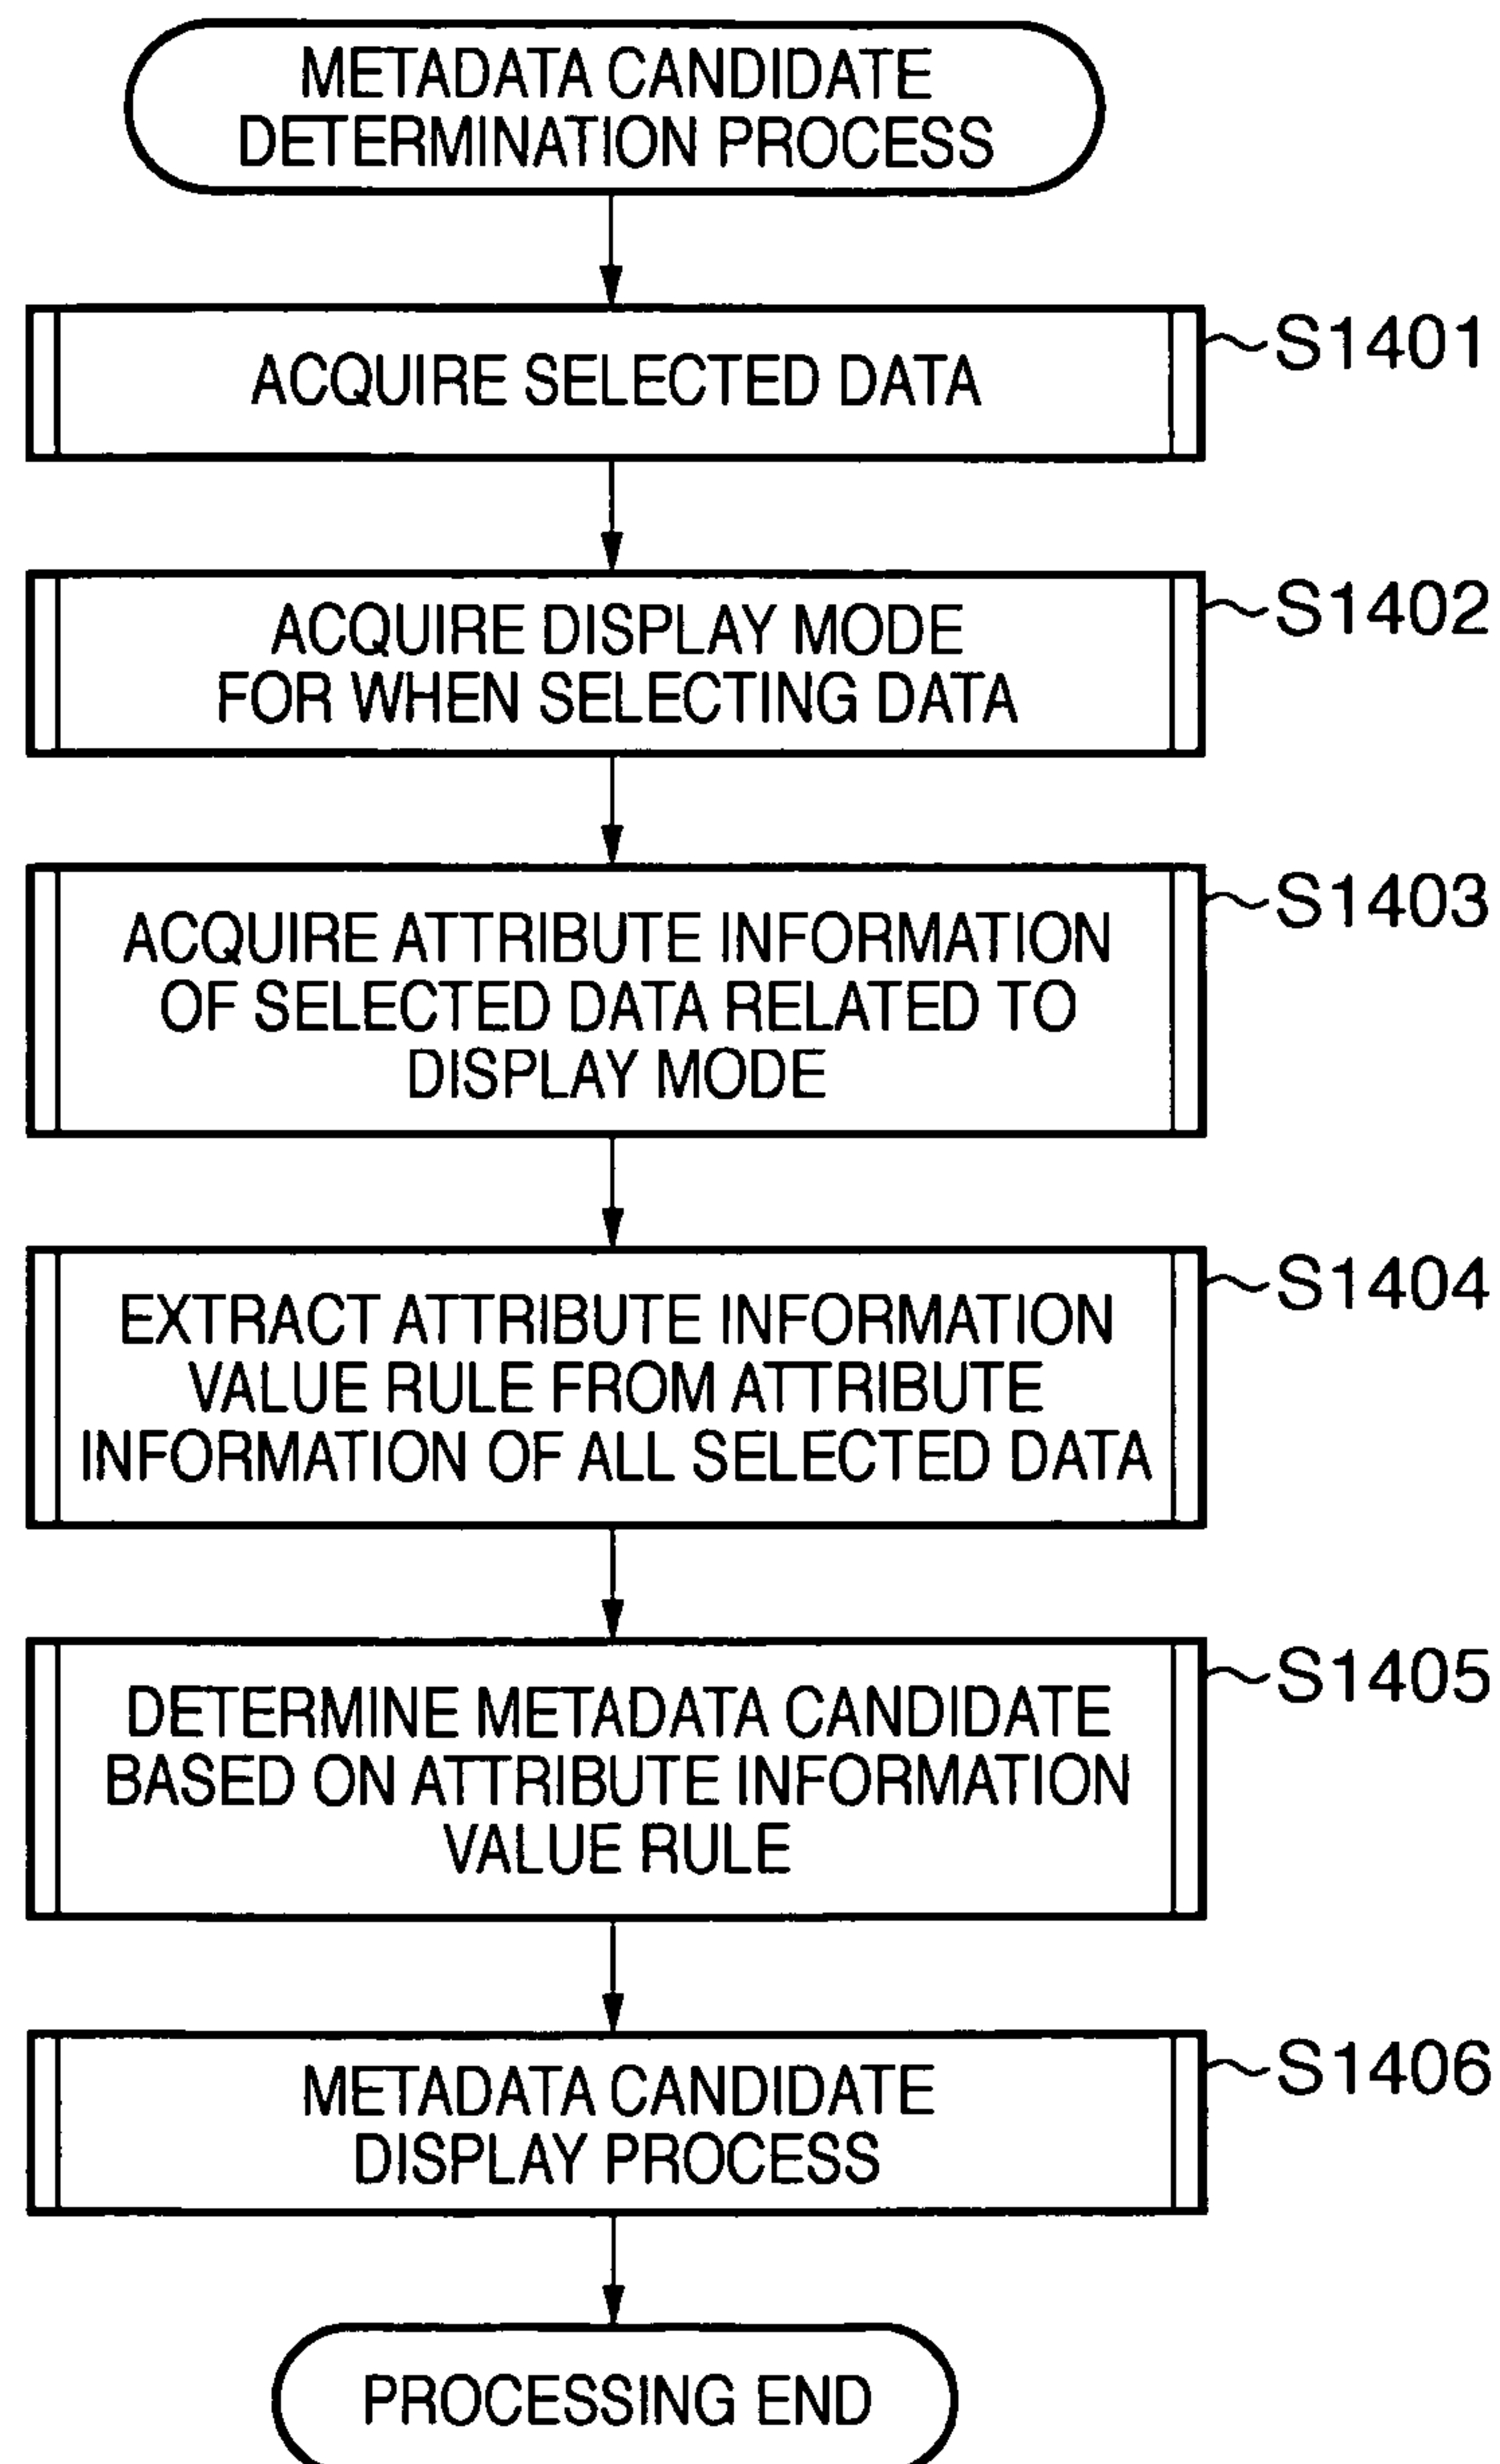 METADATA CANDIDATE
DETERMINATION PROCESS
ACQUIRE SELECTED DATA
S1401
ACQUIRE DISPLAY MODE
FOR WHEN SELECTING DATA
S1402
ACQUIRE ATTRIBUTE INFORMATION
OF SELECTED DATA RELATED TO
DISPLAY MODE
S1403
EXTRACT ATTRIBUTE INFORMATION
VALUE RULE FROM ATTRIBUTE
INFORMATION OF ALL SELECTED DATA
S1404
DETERMINE METADATA CANDIDATE
BASED ON ATTRIBUTE INFORMATION
VALUE RULE
S1405
METADATA CANDIDATE
DISPLAY PROCESS
S1406
PROCESSING END